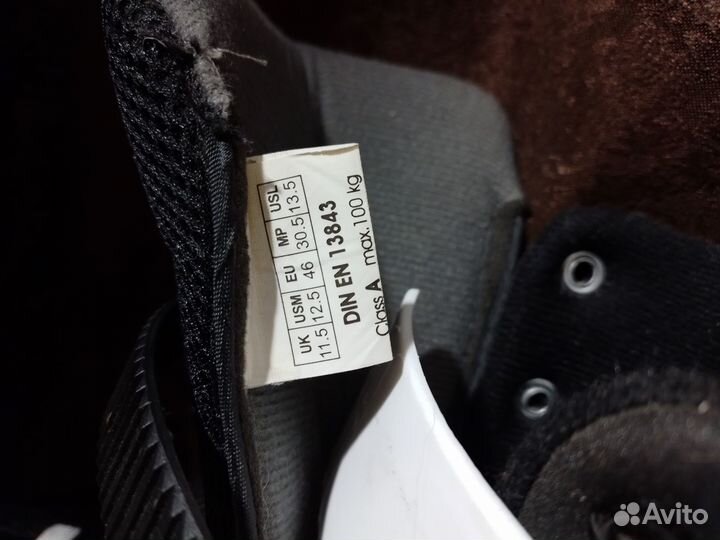 UK USM EU MP USL
11.5 12.5 46 30.5 13.5
DIN EN 13843
Class A max.100 kg
Avito